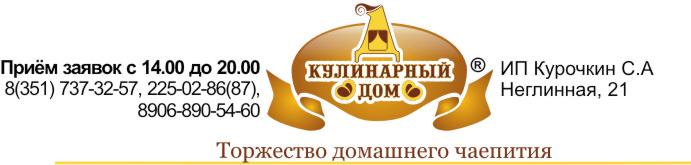 Приём заявок с 14.00 до 20.00
8(351) 737-32-57, 225-02-86(87),
8906-890-54-60
КУЛИНАРНЫЙ
ДОМ
®
ИП Курочкин С.А
Неглинная, 21
Торжество домашнего чаепития